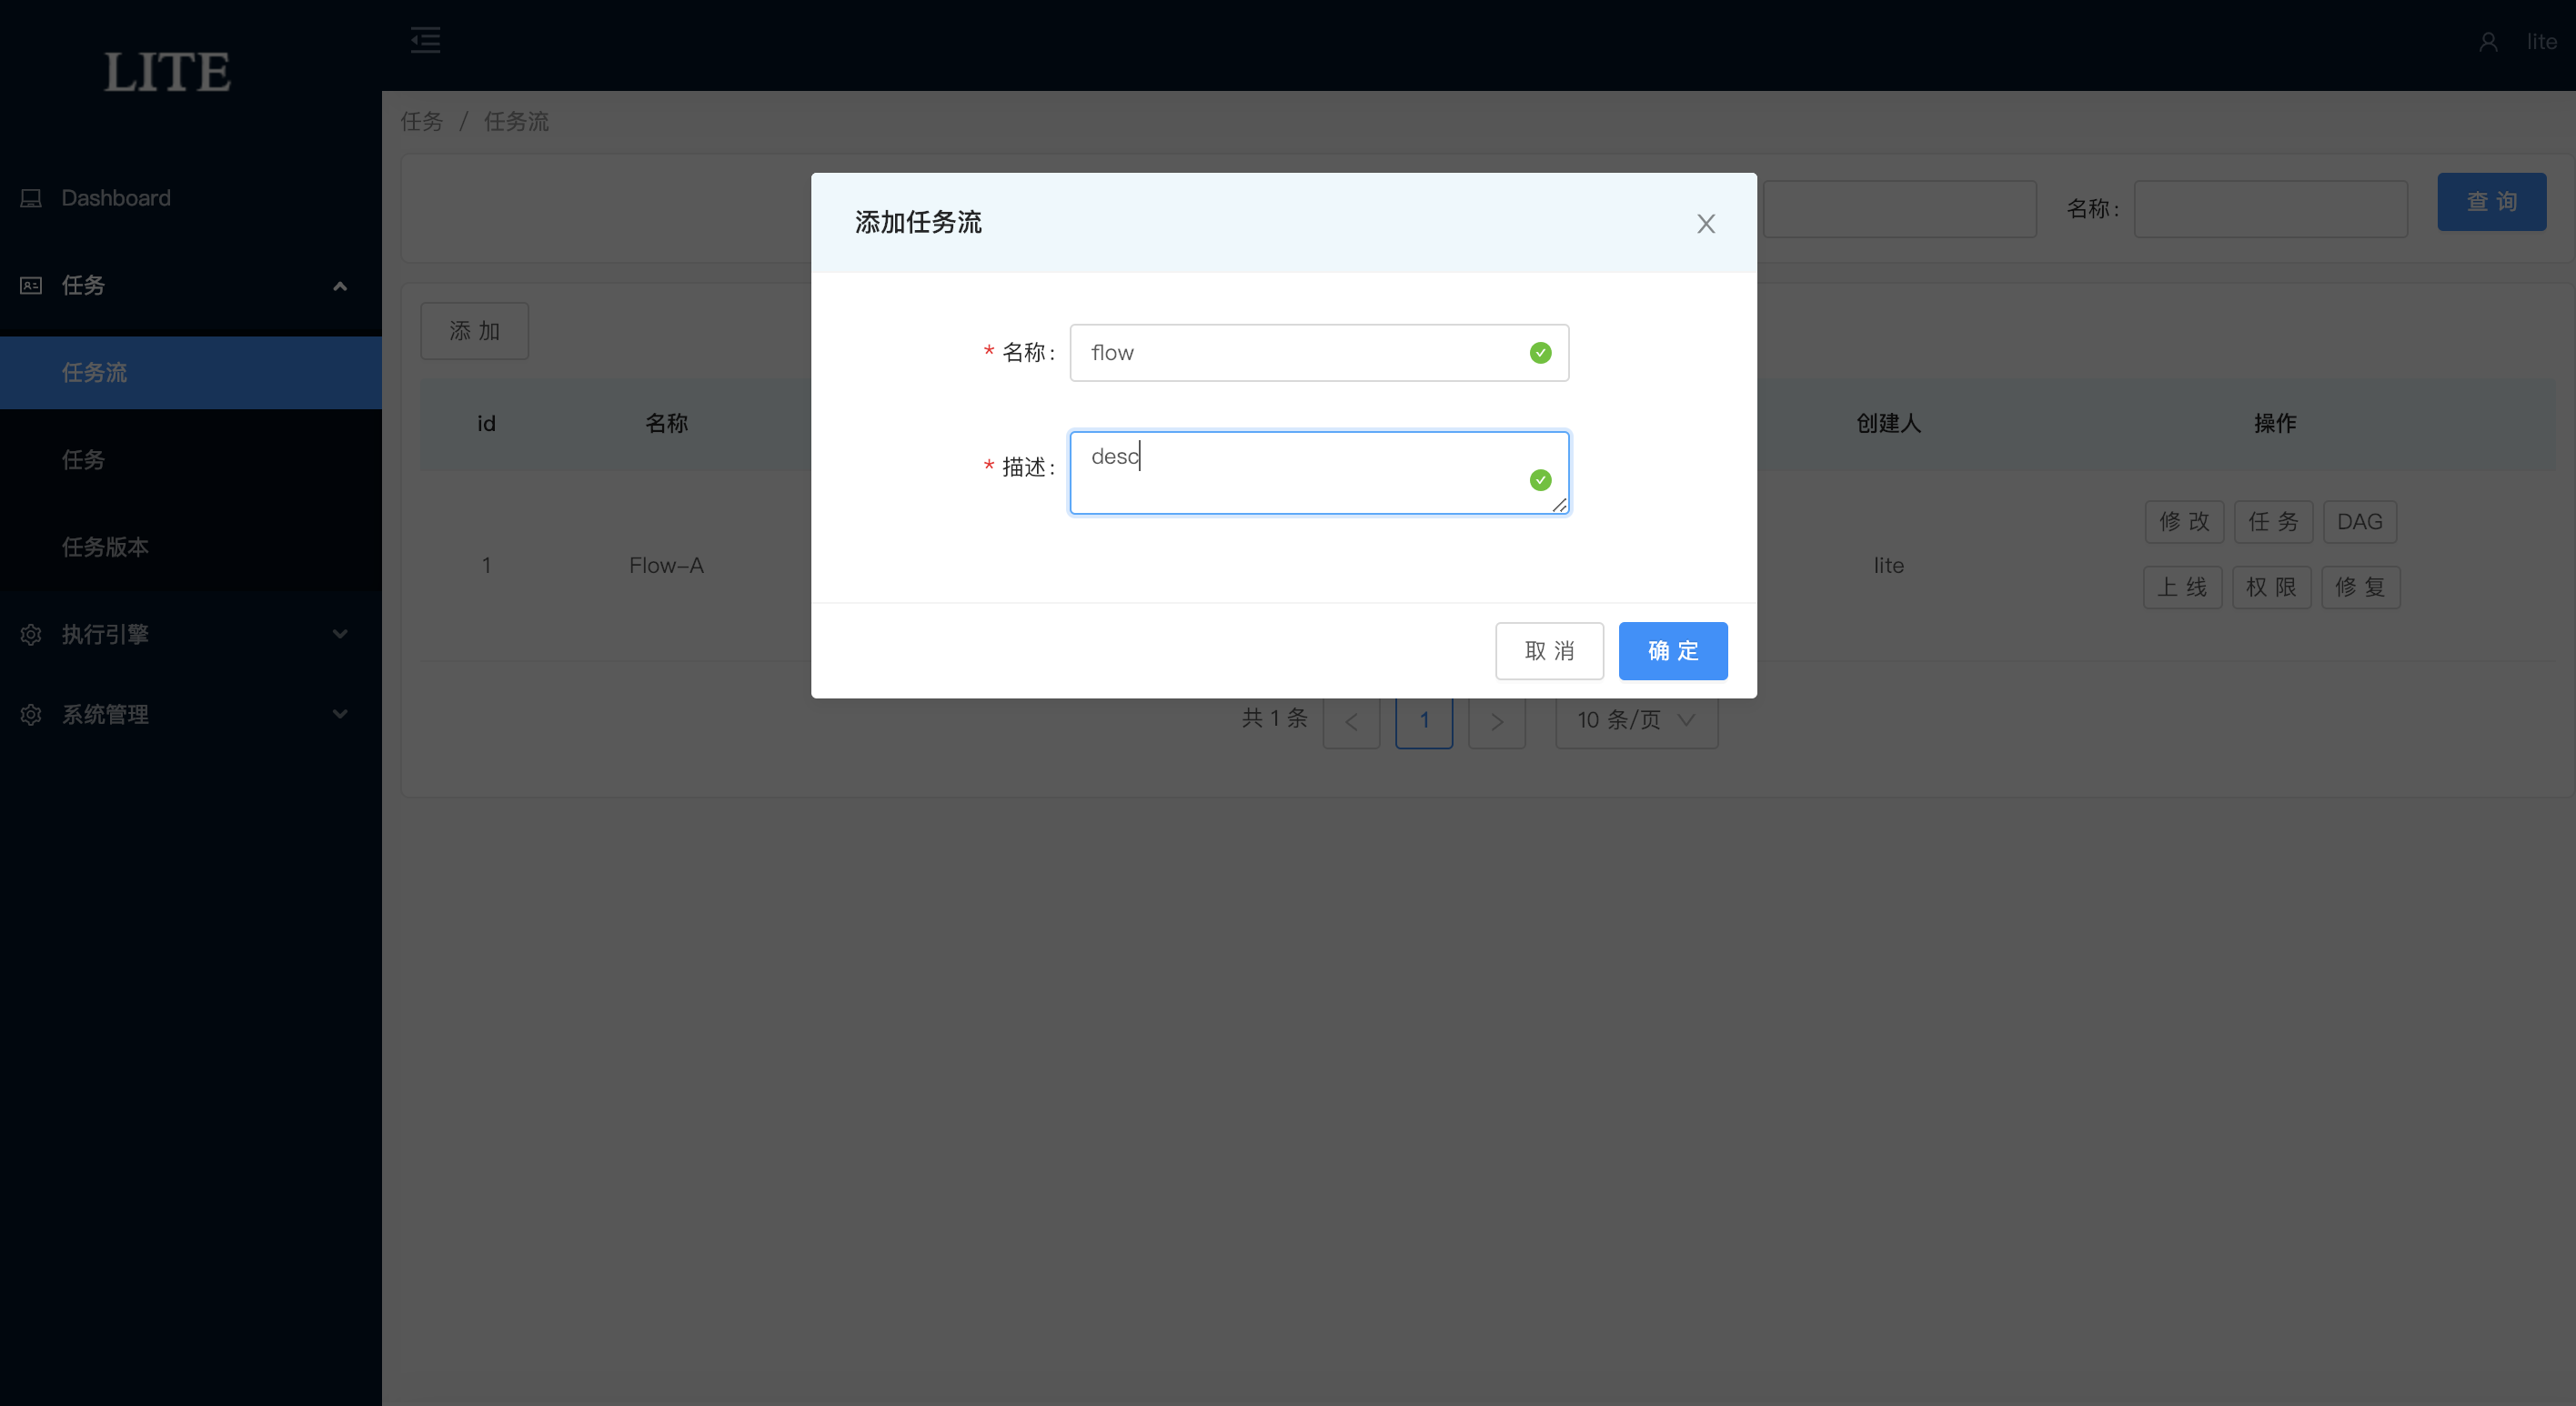 LITE
lite
Dashboard
任务
任务流
任务
任务版本
执行引擎
系统管理
任务 / 任务流
名称:
查 询
添 加
id 名称 创建人 操作
1 Flow-A lite
修 改 任 务 DAG
上 线 权 限 修 复
共 1 条 < 1 > 10 条/页
添加任务流
* 名称: flow
* 描述: desc
取 消 确 定